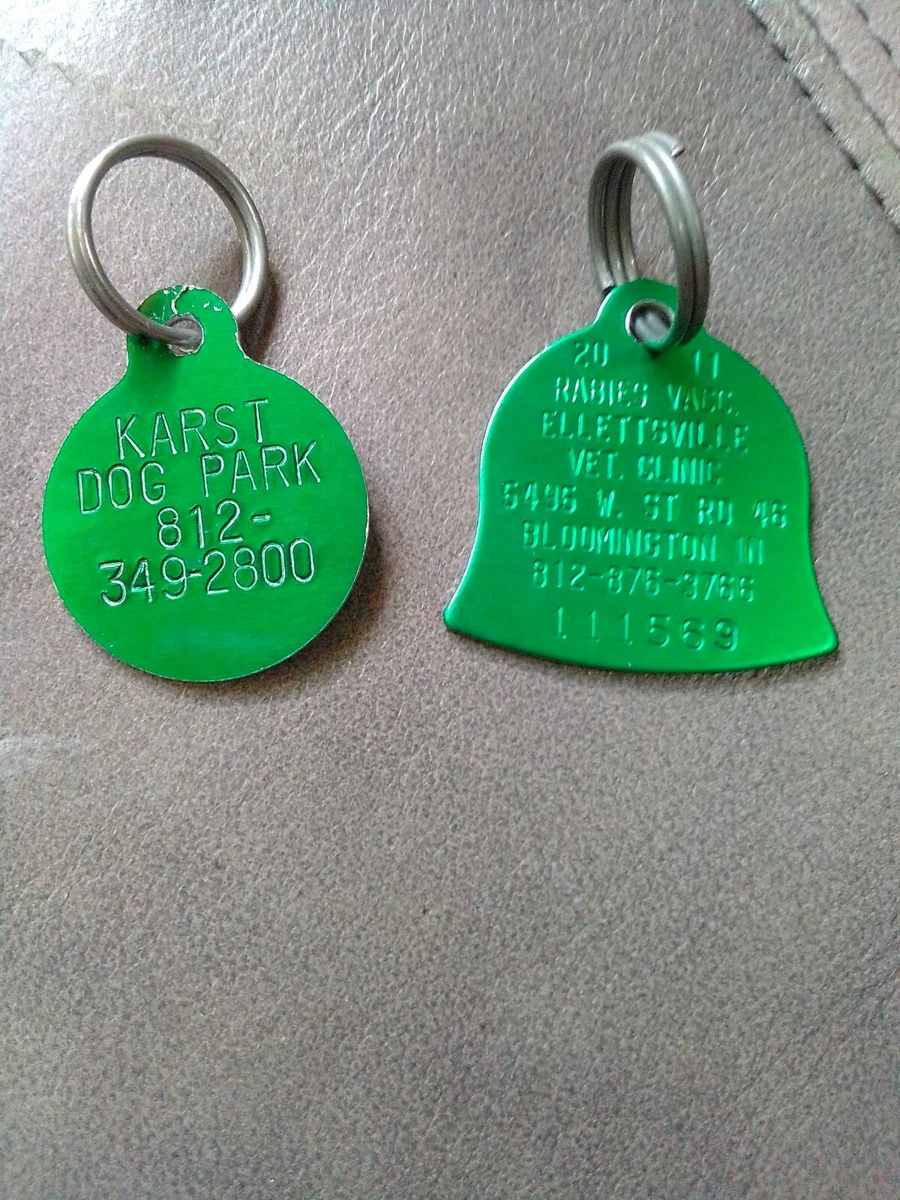 KARST
DOG PARK
812-
349-2800
20 11
RABIES VACC.
ELLETTSVILLE
VET. CLINIC
5495 W. ST RD 46
BLOOMINGTON IN
812-876-3766
111569